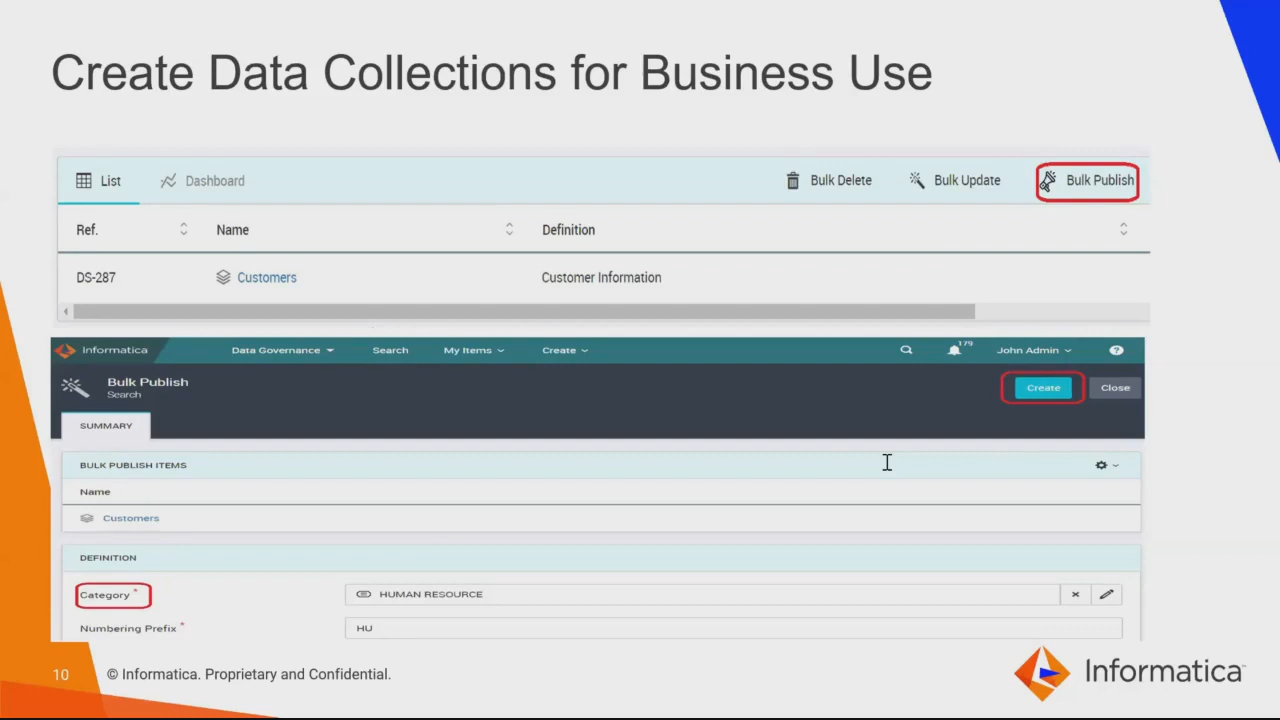 Create Data Collections for Business Use
List Dashboard Bulk Delete Bulk Update Bulk Publish
Ref. Name Definition
DS-287 Customers Customer Information
Informatica Data Governance Search My Items Create 179 John Admin ?
Bulk Publish
Search
Create Close
SUMMARY
BULK PUBLISH ITEMS
Name
Customers
DEFINITION
Category * HUMAN RESOURCE
Numbering Prefix * HU
10 © Informatica. Proprietary and Confidential.
Informatica